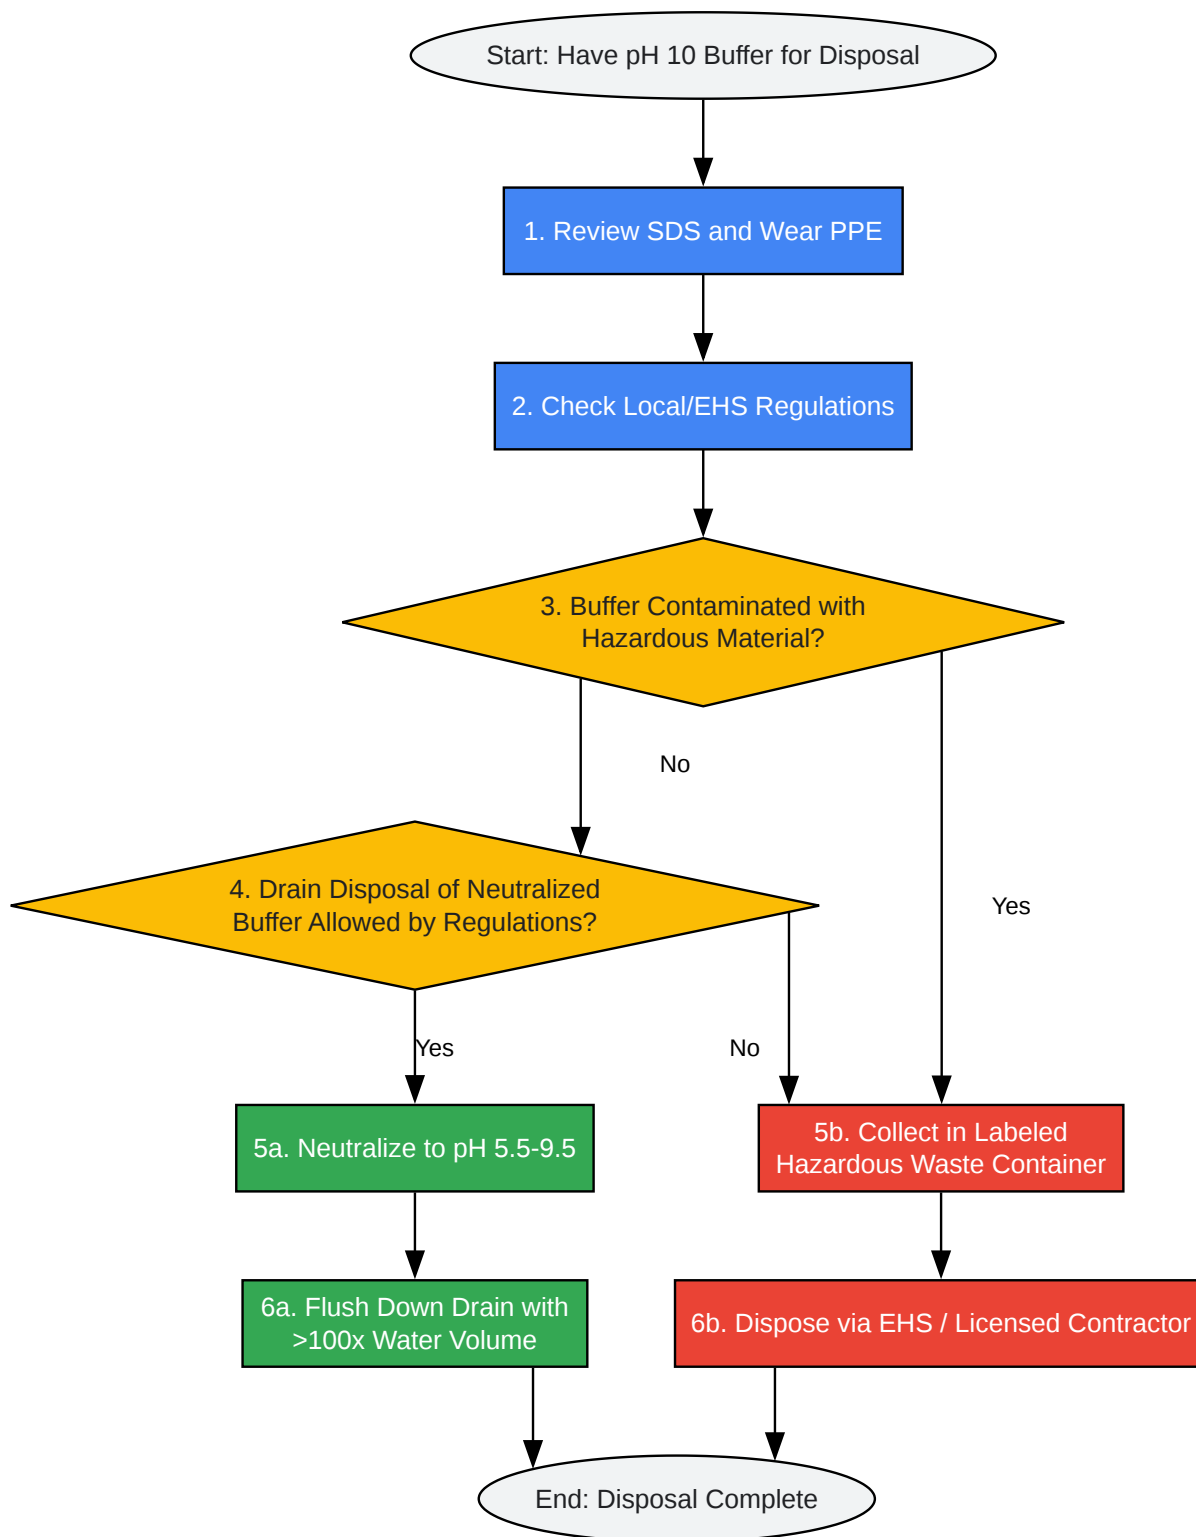 Start: Have pH 10 Buffer for Disposal
1. Review SDS and Wear PPE
2. Check Local/EHS Regulations
3. Buffer Contaminated with
Hazardous Material?
No
4. Drain Disposal of Neutralized
Buffer Allowed by Regulations?
Yes
Yes
No
5a. Neutralize to pH 5.5-9.5
5b. Collect in Labeled
Hazardous Waste Container
6a. Flush Down Drain with
>100x Water Volume
6b. Dispose via EHS / Licensed Contractor
End: Disposal Complete